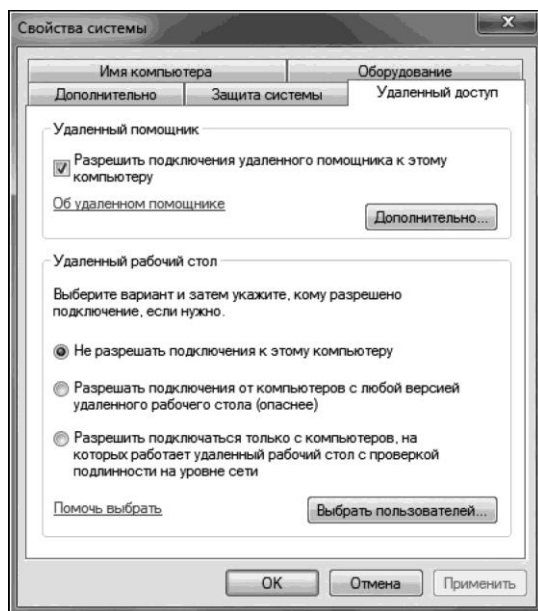 Свойства системы
Имя компьютера
Оборудование
Дополнительно
Защита системы
Удаленный доступ
Удаленный помощник
Разрешить подключения удаленного помощника к этому
компьютеру
Об удаленном помощнике
Дополнительно...
Удаленный рабочий стол
Выберите вариант и затем укажите, кому разрешено
подключение, если нужно.
Не разрешать подключения к этому компьютеру
Разрешать подключения от компьютеров с любой версией
удаленного рабочего стола (опаснее)
Разрешить подключаться только с компьютеров, на
которых работает удаленный рабочий стол с проверкой
подлинности на уровне сети
Помочь выбрать
Выбрать пользователей...
OK
Отмена
Применить